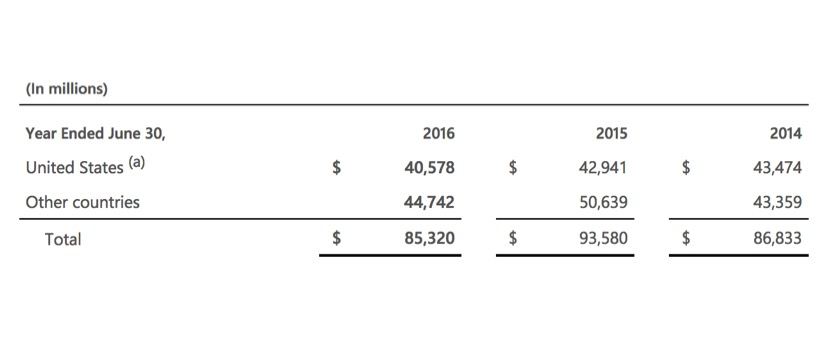 (In millions)
Year Ended June 30, 2016 2015 2014
United States (a) $ 40,578 $ 42,941 $ 43,474
Other countries 44,742 50,639 43,359
Total $ 85,320 $ 93,580 $ 86,833